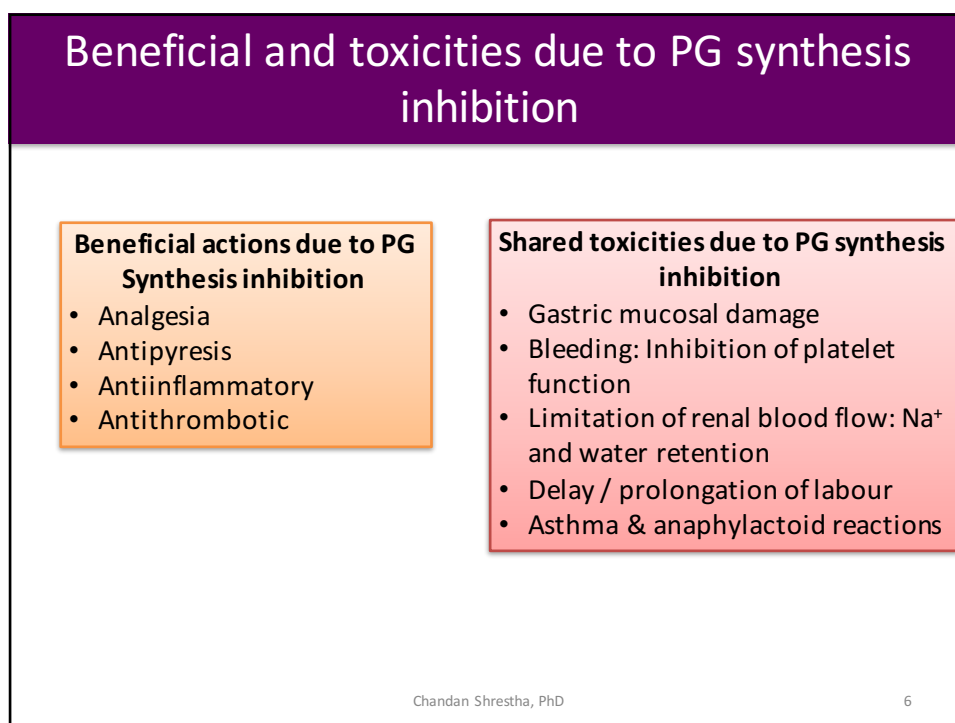 Beneficial and toxicities due to PG synthesis
inhibition
Beneficial actions due to PG
Synthesis inhibition
• Analgesia
• Antipyresis
• Antiinflammatory
• Antithrombotic
Shared toxicities due to PG synthesis
inhibition
• Gastric mucosal damage
• Bleeding: Inhibition of platelet
function
• Limitation of renal blood flow: Na⁺
and water retention
• Delay / prolongation of labour
• Asthma & anaphylactoid reactions
Chandan Shrestha, PhD
6